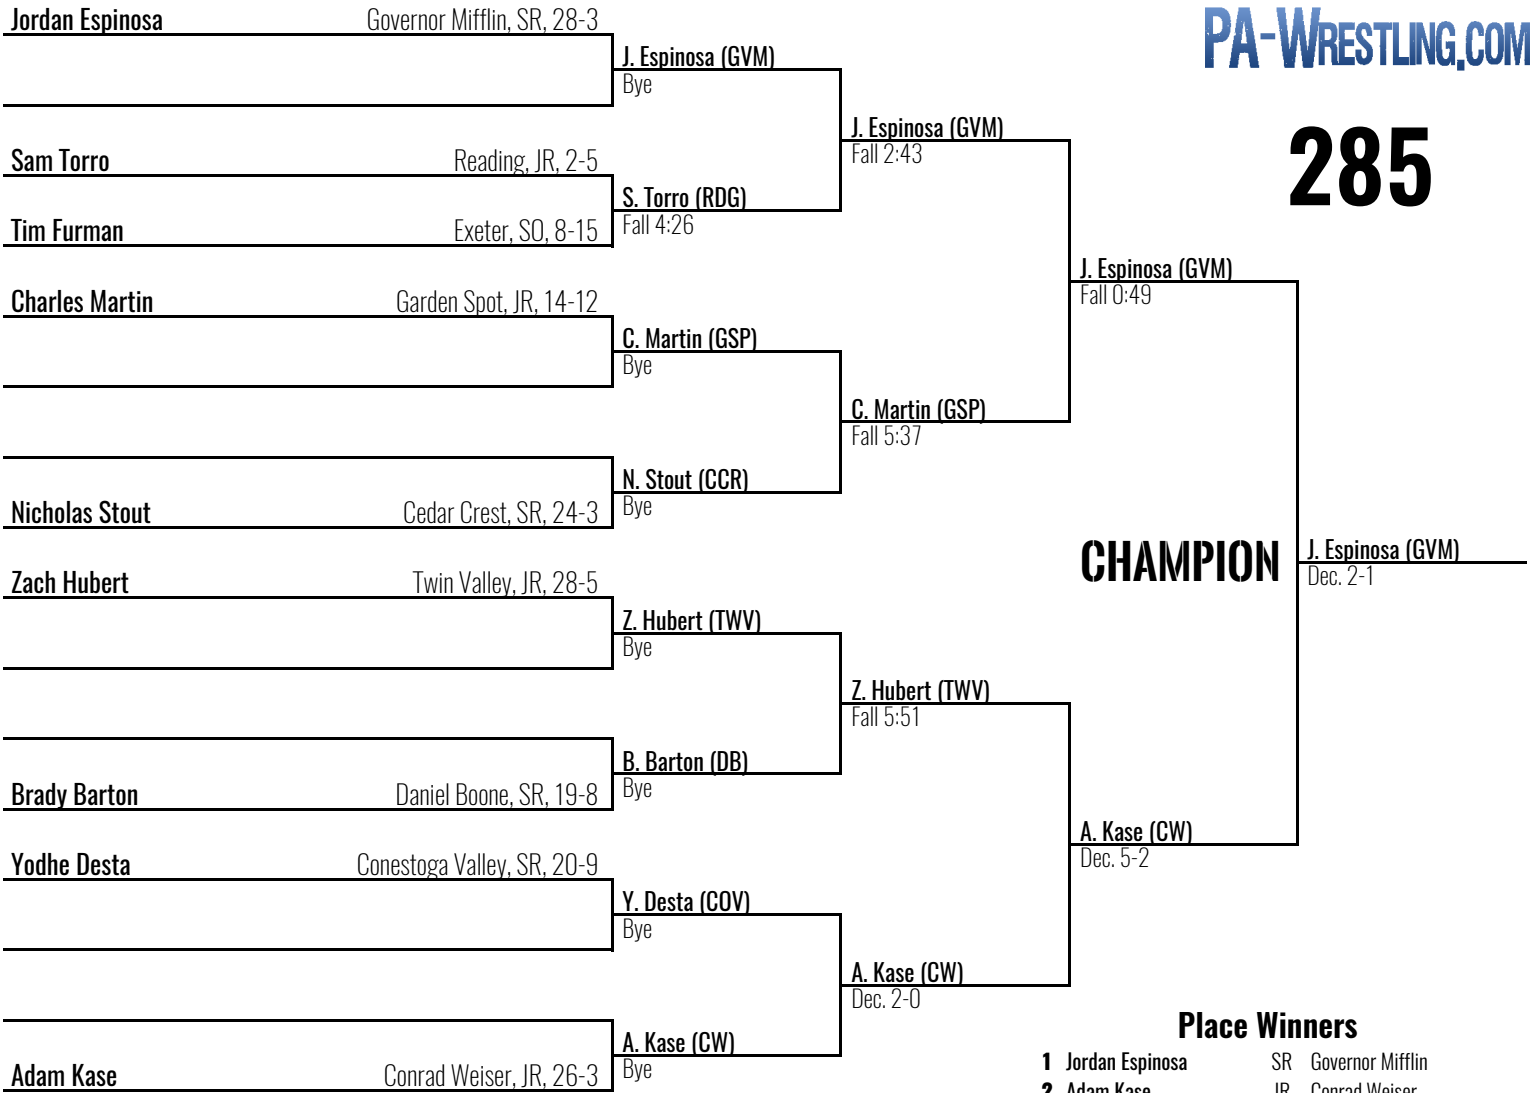 PA-WRESTLING.COM
285
Jordan Espinosa Governor Mifflin, SR, 28-3
J. Espinosa (GVM)
Bye
Sam Torro Reading, JR, 2-5
J. Espinosa (GVM)
Fall 2:43
S. Torro (RDG)
Fall 4:26
Tim Furman Exeter, SO, 8-15
J. Espinosa (GVM)
Fall 0:49
Charles Martin Garden Spot, JR, 14-12
C. Martin (GSP)
Bye
C. Martin (GSP)
Fall 5:37
N. Stout (CCR)
Bye
Nicholas Stout Cedar Crest, SR, 24-3
CHAMPION
J. Espinosa (GVM)
Dec. 2-1
Zach Hubert Twin Valley, JR, 28-5
Z. Hubert (TWV)
Bye
Z. Hubert (TWV)
Fall 5:51
B. Barton (DB)
Bye
Brady Barton Daniel Boone, SR, 19-8
A. Kase (CW)
Dec. 5-2
Yodhe Desta Conestoga Valley, SR, 20-9
Y. Desta (COV)
Bye
A. Kase (CW)
Dec. 2-0
A. Kase (CW)
Bye
Adam Kase Conrad Weiser, JR, 26-3
Place Winners
1 Jordan Espinosa SR Governor Mifflin
2 Adam Kase JR Conrad Weiser